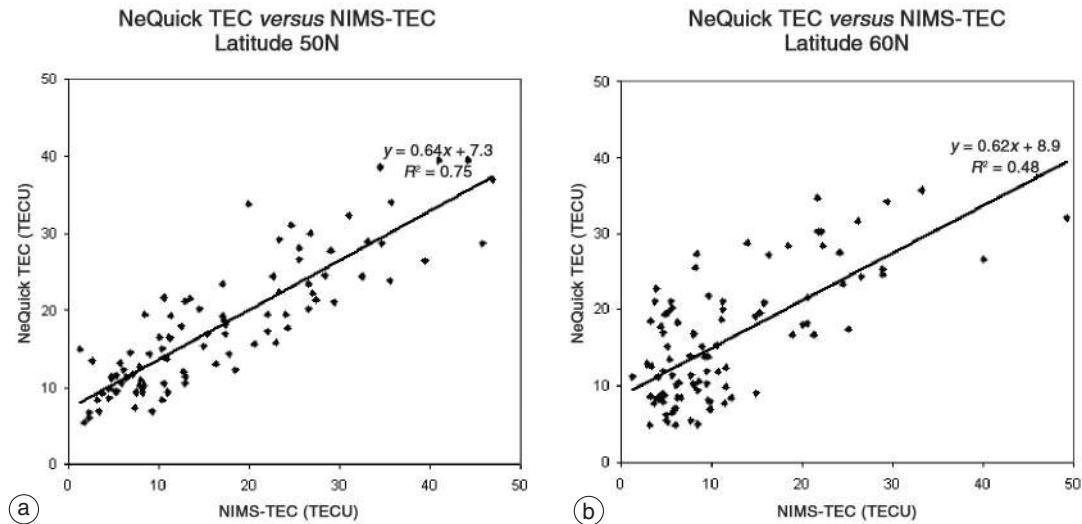 NeQuick TEC versus NIMS-TEC
Latitude 50N
50
40
30
20
10
0
NeQuick TEC (TECU)
y = 0.64x + 7.3
R² = 0.75
0 10 20 30 40 50
NIMS-TEC (TECU)
a
NeQuick TEC versus NIMS-TEC
Latitude 60N
50
40
30
20
10
0
NeQuick TEC (TECU)
y = 0.62x + 8.9
R² = 0.48
0 10 20 30 40 50
NIMS-TEC (TECU)
b